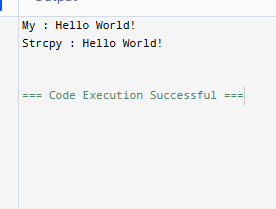 My : Hello World!
Strcpy : Hello World!
=== Code Execution Successful ===